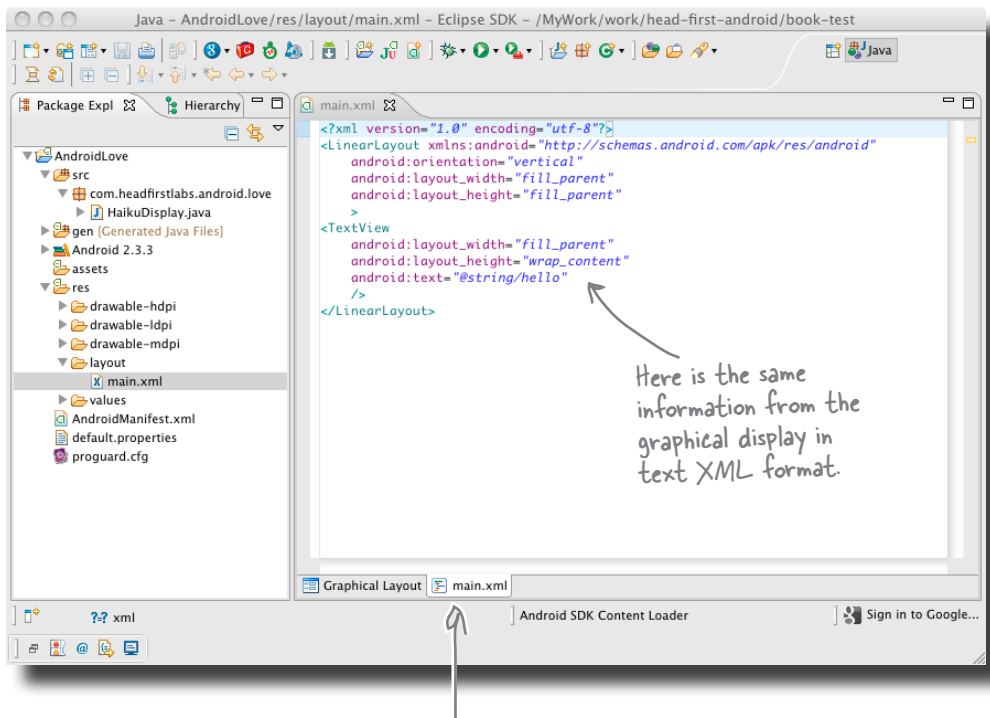 Java – AndroidLove/res/layout/main.xml – Eclipse SDK – /MyWork/work/head-first-android/book-test
Java
Package Expl
Hierarchy
main.xml
AndroidLove
src
com.headfirstlabs.android.love
HaikuDisplay.java
gen [Generated Java Files]
Android 2.3.3
assets
res
drawable-hdpi
drawable-ldpi
drawable-mdpi
layout
main.xml
values
AndroidManifest.xml
default.properties
proguard.cfg
<?xml version="1.0" encoding="utf-8"?>
<LinearLayout xmlns:android="http://schemas.android.com/apk/res/android"
android:orientation="vertical"
android:layout_width="fill_parent"
android:layout_height="fill_parent"
>
<TextView
android:layout_width="fill_parent"
android:layout_height="wrap_content"
android:text="@string/hello"
/>
</LinearLayout>
Here is the same
information from the
graphical display in
text XML format.
Graphical Layout
main.xml
xml
Android SDK Content Loader
Sign in to Google...